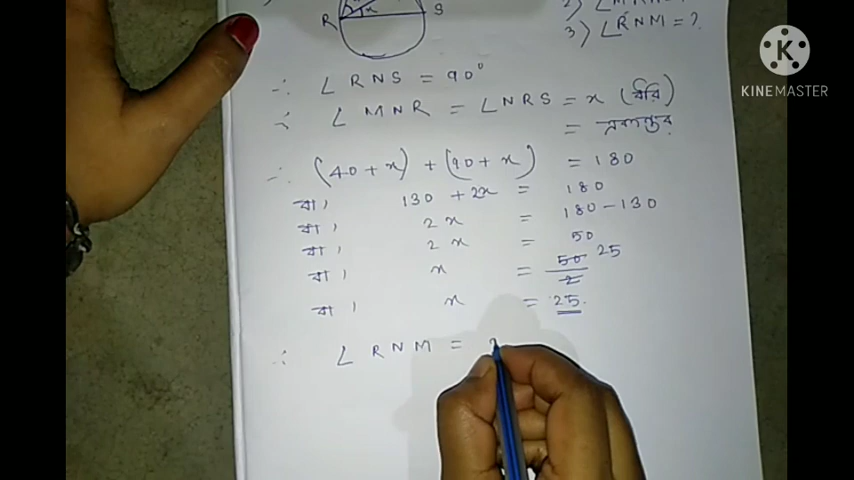 3) ∠RNM = ?
R
x
S
∴ ∠RNS = 90°
∴ ∠MNR = ∠NRS = x (ধরি)
= একান্তর
∴ (40 + x) + (90 + x) = 180
বা, 130 + 2x = 180
বা, 2x = 180 - 130
বা, 2x = 50
বা, x = 50/2 25
বা, x = 25.
∴ ∠RNM =
KINEMASTER